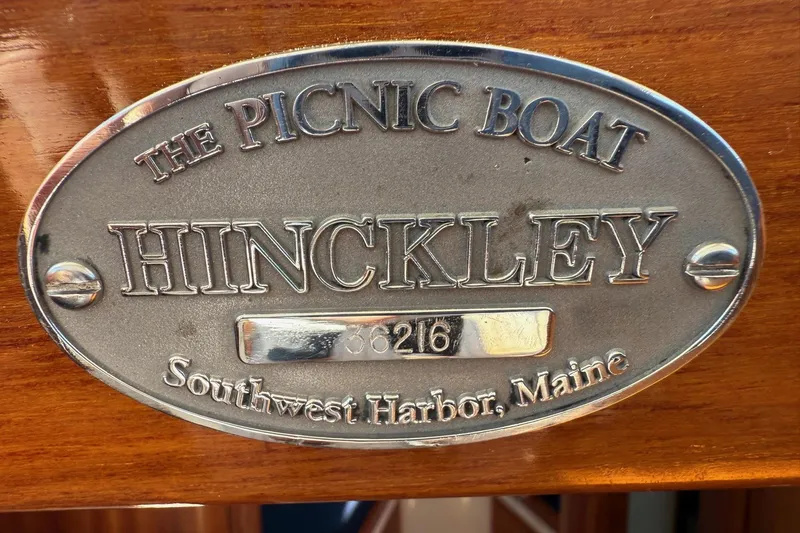 THE PICNIC BOAT
HINCKLEY
36216
Southwest Harbor, Maine